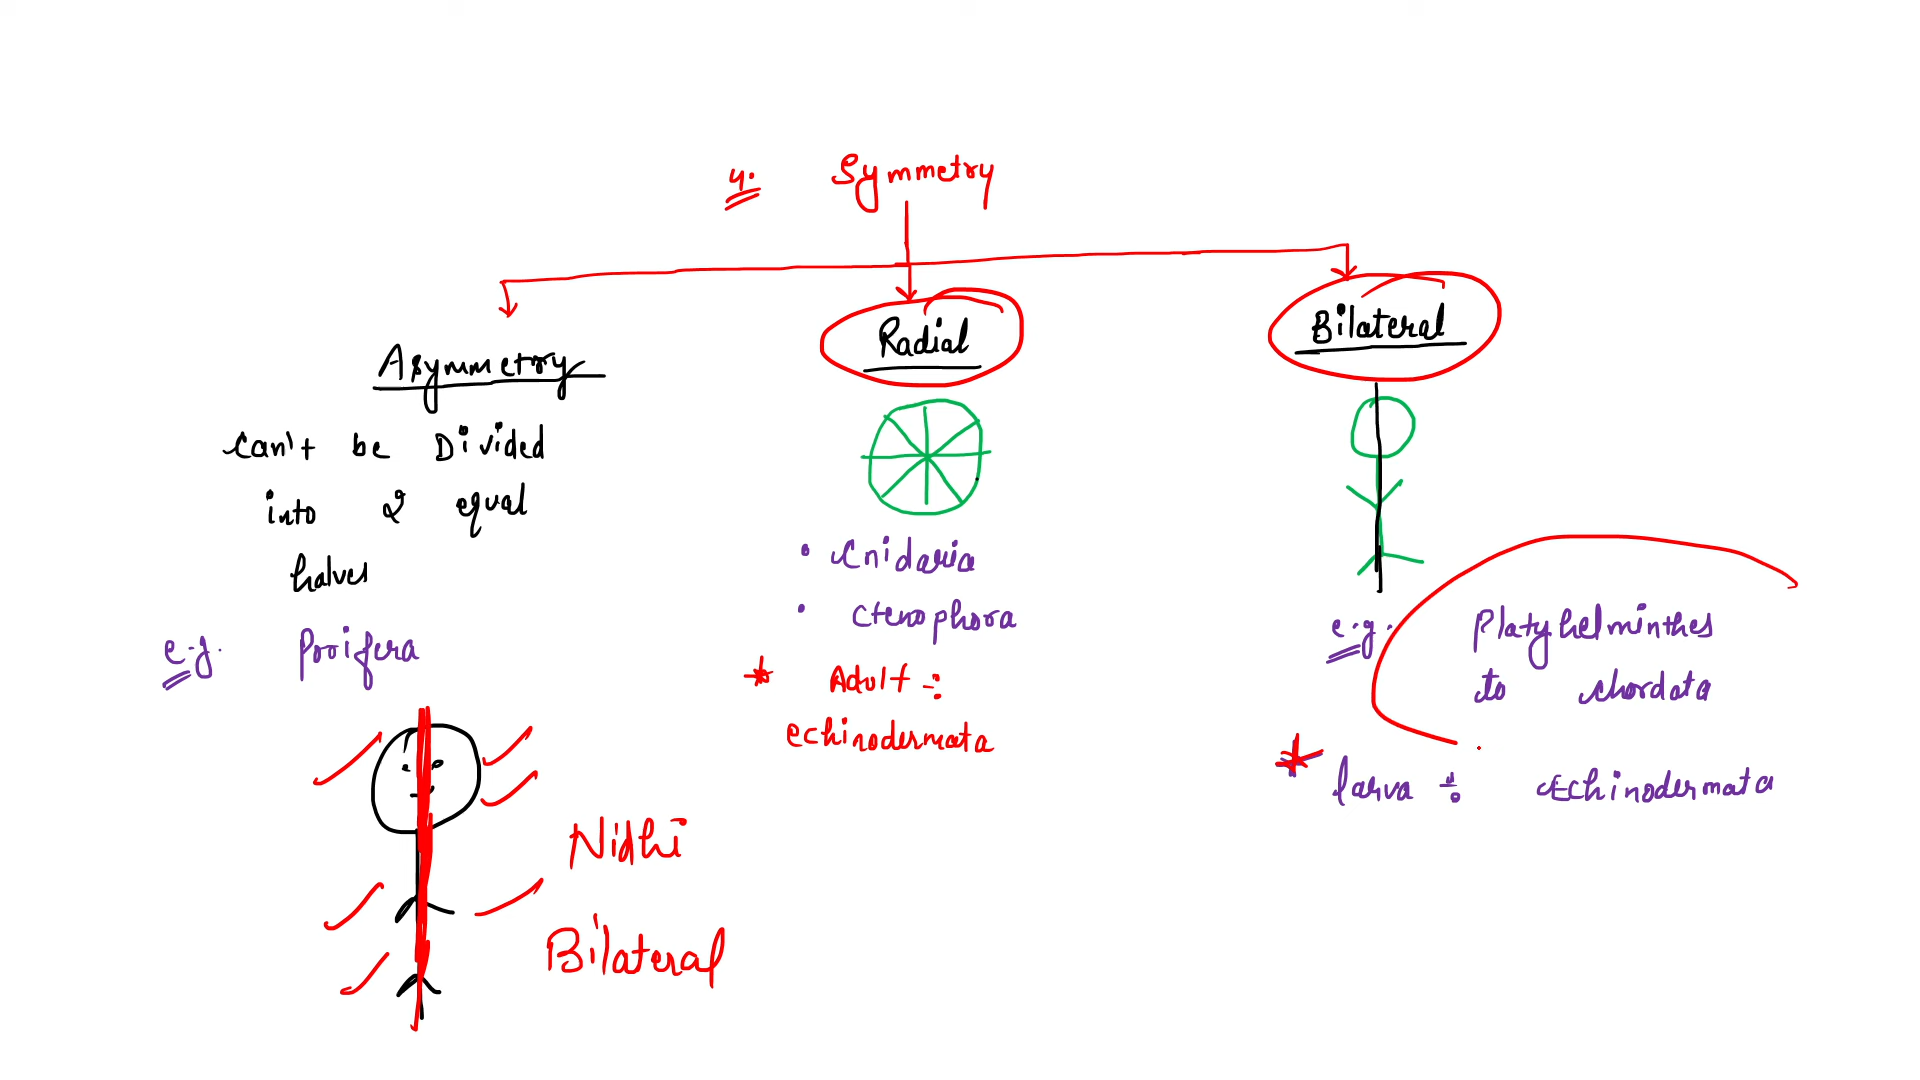 4. Symmetry
Asymmetry
can't be Divided
into 2 equal
halves
e.g. Porifera
Nidhi
Bilateral
Radial
• Cnidaria
• Ctenophora
* Adult :-
echinodermata
Bilateral
e.g. Platyhelminthes
to chordata
* larva ÷ Echinodermata